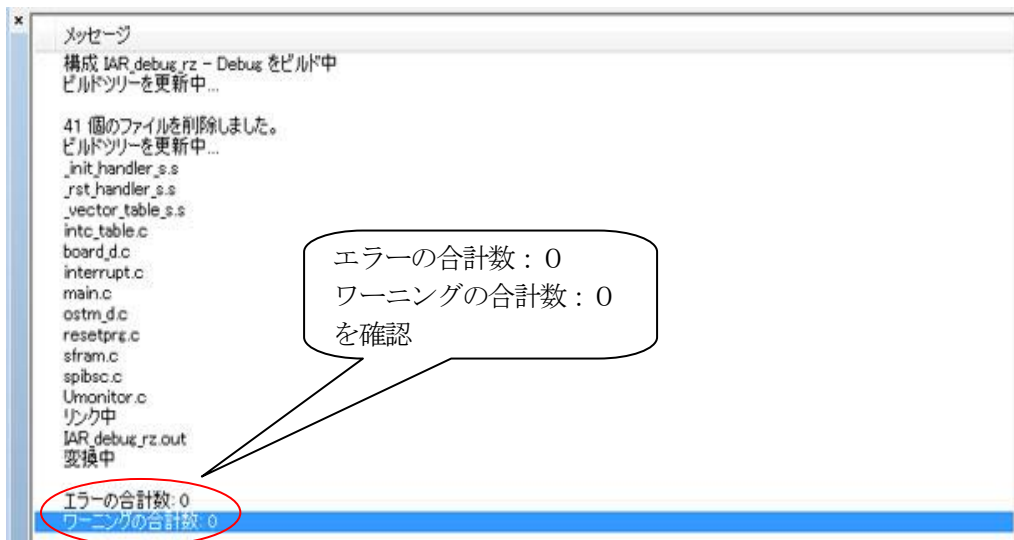 メッセージ
構成 IAR_debug_rz - Debug をビルド中
ビルドツリーを更新中...
41 個のファイルを削除しました。
ビルドツリーを更新中...
_init_handler_s.s
_rst_handler_s.s
_vector_table_s.s
intc_table.c
board_d.c
interrupt.c
main.c
ostm_d.c
resetprg.c
sfram.c
spibsc.c
Umonitor.c
リンク中
IAR_debug_rz.out
変換中
エラーの合計数: 0
ワーニングの合計数: 0
エラーの合計数：０
ワーニングの合計数：０
を確認